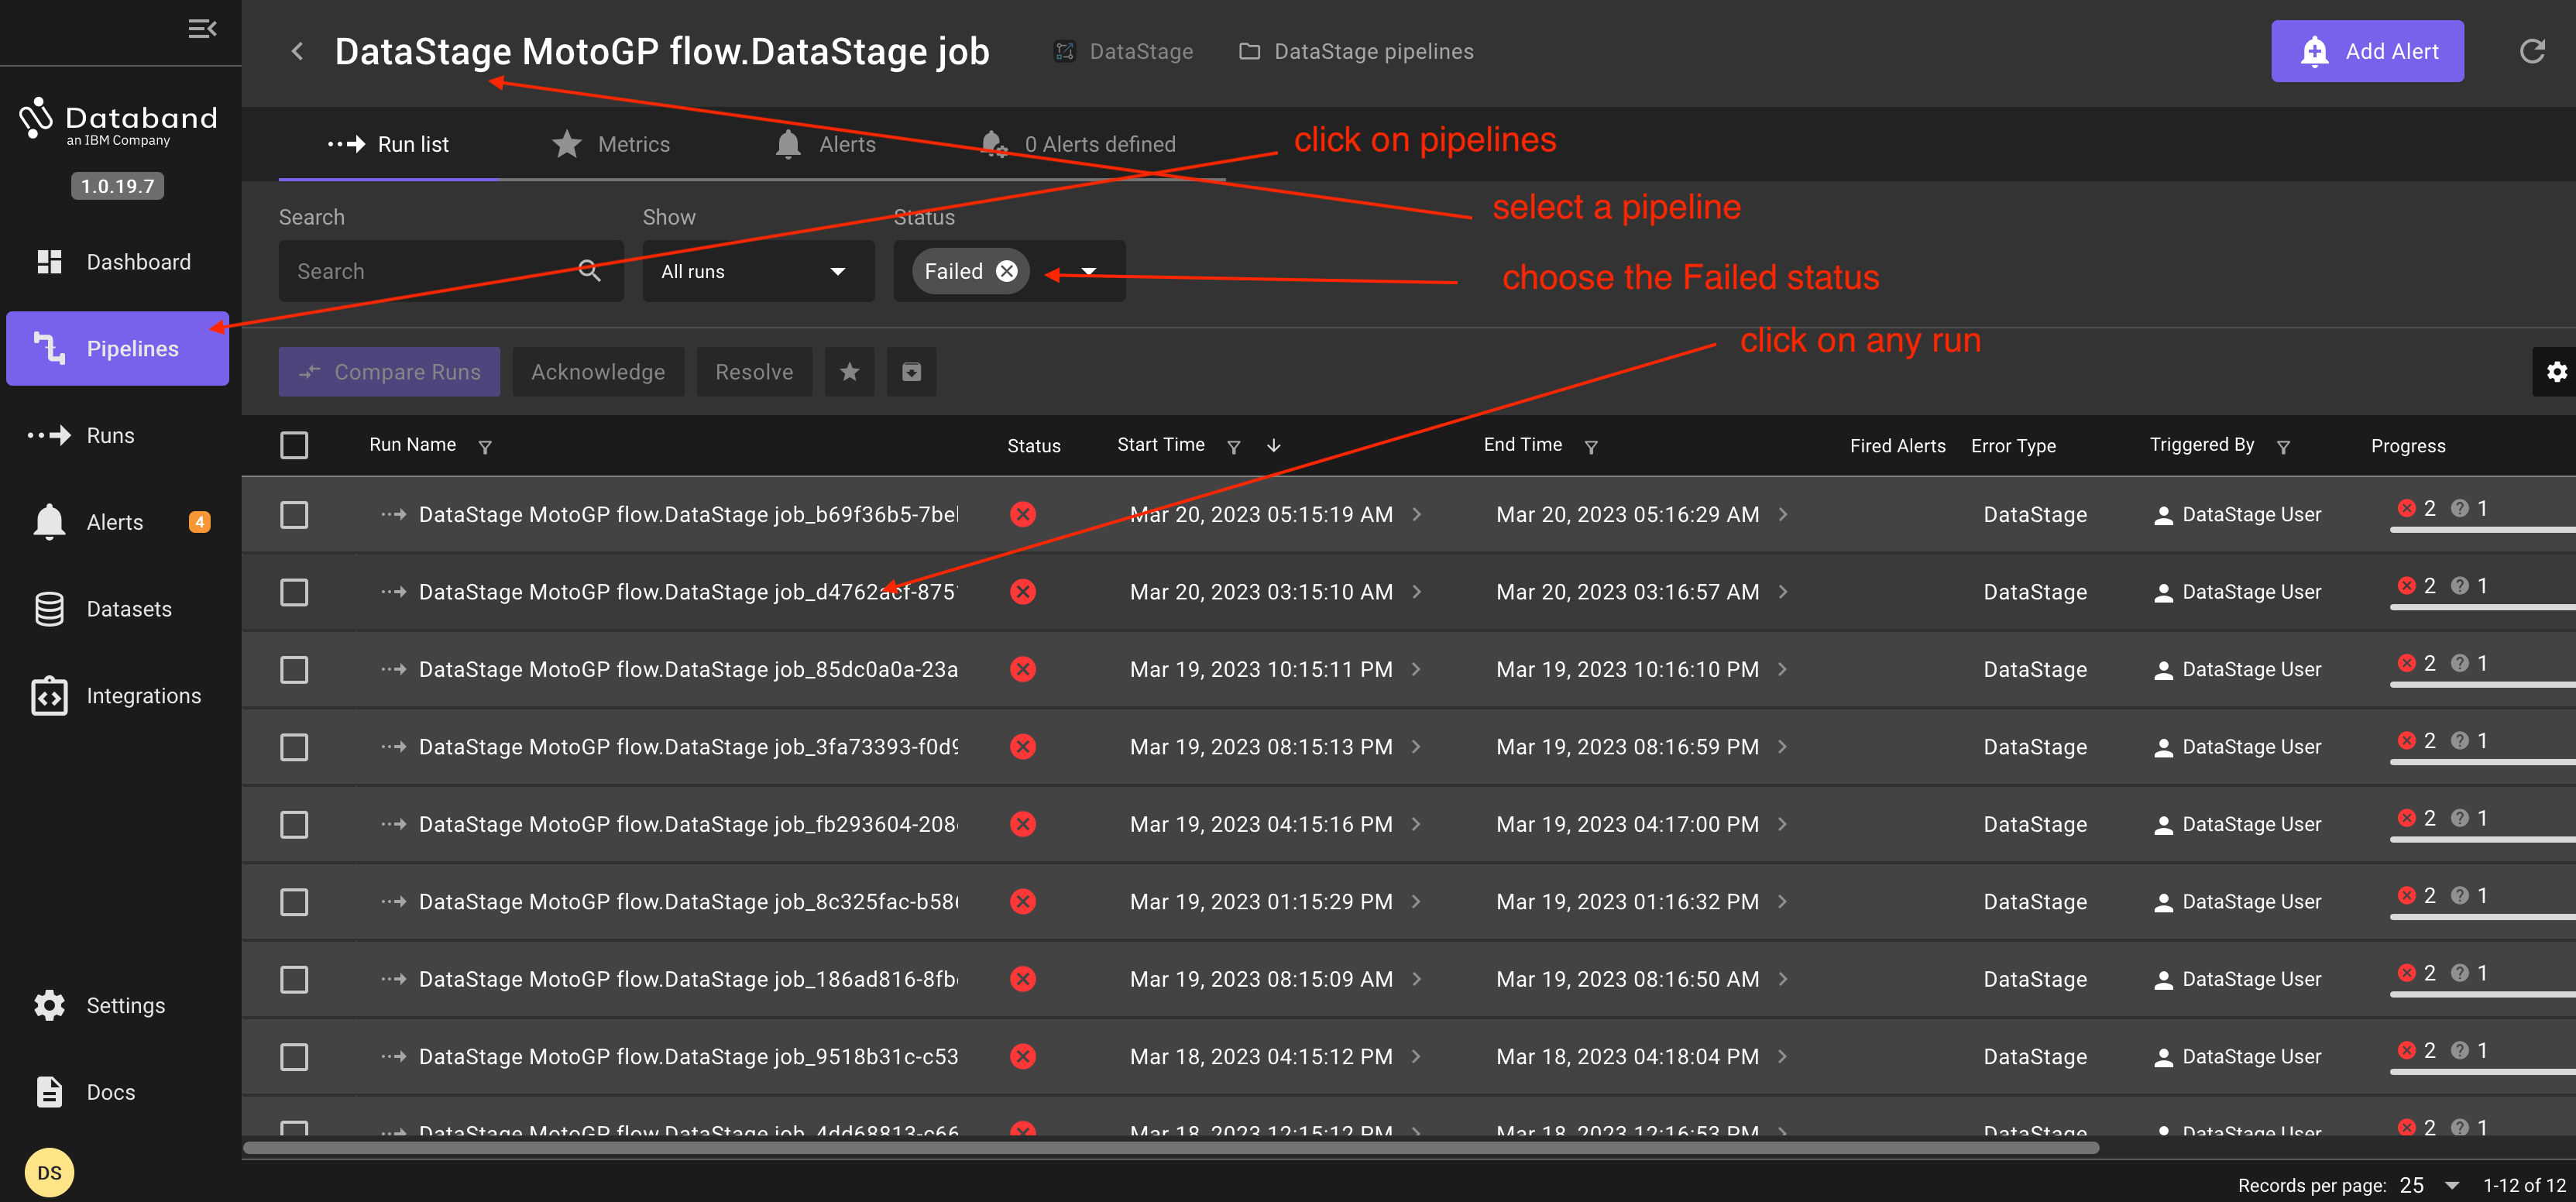 DataStage MotoGP flow.DataStage job
DataStage
DataStage pipelines
Add Alert
Databand
an IBM Company
1.0.19.7
Run list
Metrics
Alerts
0 Alerts defined
click on pipelines
select a pipeline
choose the Failed status
click on any run
Dashboard
Pipelines
Runs
Alerts 4
Datasets
Integrations
Settings
Docs
DS
Search Show Status
Search All runs Failed
Compare Runs Acknowledge Resolve
Run Name Status Start Time End Time Fired Alerts Error Type Triggered By Progress
DataStage MotoGP flow.DataStage job_b69f36b5-7be Mar 20, 2023 05:15:19 AM Mar 20, 2023 05:16:29 AM DataStage DataStage User 2 1
DataStage MotoGP flow.DataStage job_d4762acf-875 Mar 20, 2023 03:15:10 AM Mar 20, 2023 03:16:57 AM DataStage DataStage User 2 1
DataStage MotoGP flow.DataStage job_85dc0a0a-23a Mar 19, 2023 10:15:11 PM Mar 19, 2023 10:16:10 PM DataStage DataStage User 2 1
DataStage MotoGP flow.DataStage job_3fa73393-f0d9 Mar 19, 2023 08:15:13 PM Mar 19, 2023 08:16:59 PM DataStage DataStage User 2 1
DataStage MotoGP flow.DataStage job_fb293604-208 Mar 19, 2023 04:15:16 PM Mar 19, 2023 04:17:00 PM DataStage DataStage User 2 1
DataStage MotoGP flow.DataStage job_8c325fac-b58 Mar 19, 2023 01:15:29 PM Mar 19, 2023 01:16:32 PM DataStage DataStage User 2 1
DataStage MotoGP flow.DataStage job_186ad816-8fb Mar 19, 2023 08:15:09 AM Mar 19, 2023 08:16:50 AM DataStage DataStage User 2 1
DataStage MotoGP flow.DataStage job_9518b31c-c53 Mar 18, 2023 04:15:12 PM Mar 18, 2023 04:18:04 PM DataStage DataStage User 2 1
DataStage MotoGP flow.DataStage job_4dd68813-c66 Mar 18, 2023 12:15:12 PM Mar 18, 2023 12:16:53 PM DataStage DataStage User 2 1
Records per page: 25 1-12 of 12